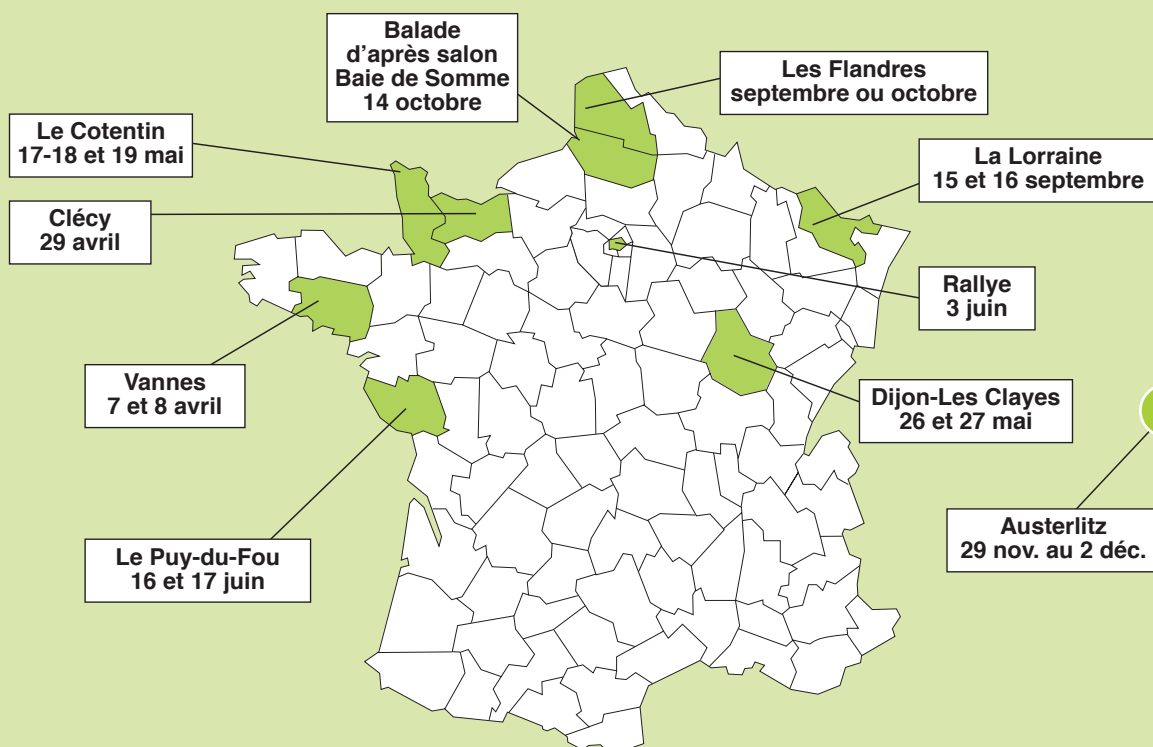 Balade
d'après salon
Baie de Somme
14 octobre
Les Flandres
septembre ou octobre
Le Cotentin
17-18 et 19 mai
La Lorraine
15 et 16 septembre
Clécy
29 avril
Rallye
3 juin
Vannes
7 et 8 avril
Dijon-Les Clayes
26 et 27 mai
Austerlitz
29 nov. au 2 déc.
Le Puy-du-Fou
16 et 17 juin